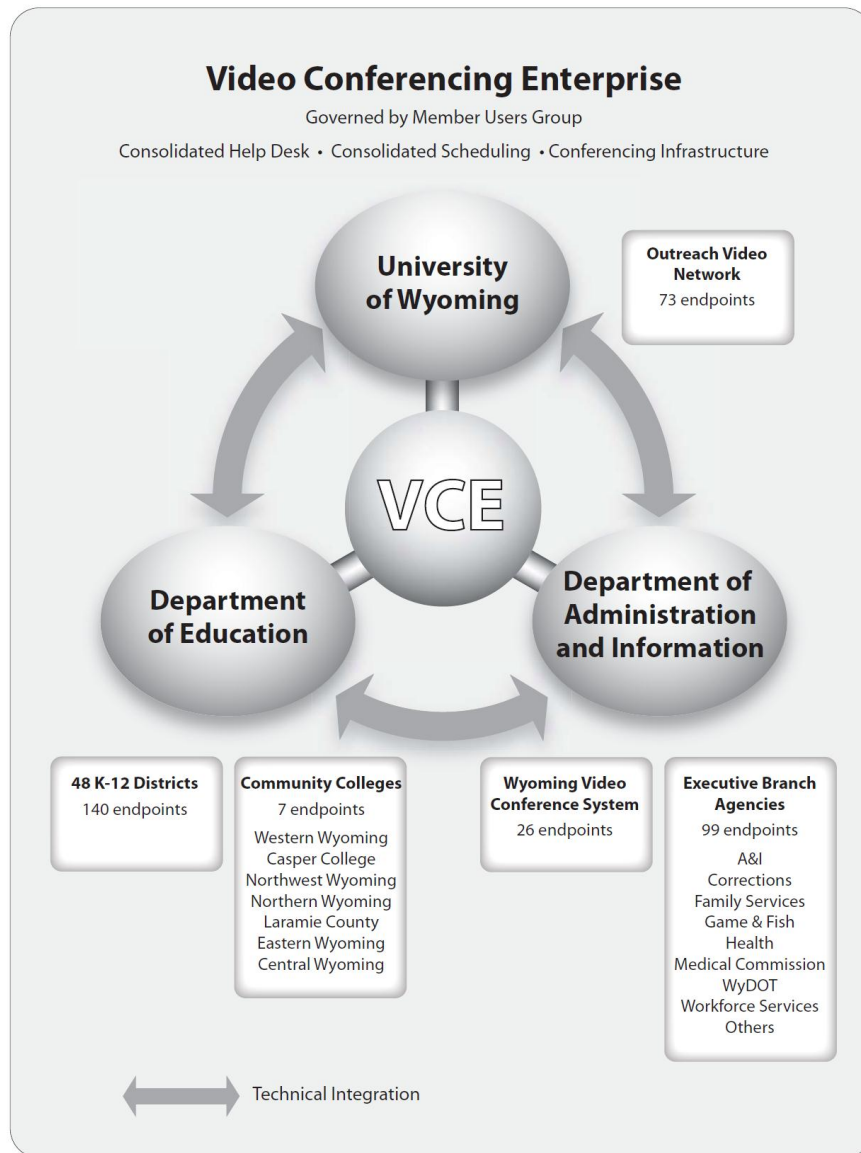 Video Conferencing Enterprise
Governed by Member Users Group
Consolidated Help Desk • Consolidated Scheduling • Conferencing Infrastructure
University
of Wyoming
Outreach Video
Network
73 endpoints
VCE
Department
of Education
Department of
Administration
and Information
48 K-12 Districts
140 endpoints
Community Colleges
7 endpoints
Western Wyoming
Casper College
Northwest Wyoming
Northern Wyoming
Laramie County
Eastern Wyoming
Central Wyoming
Wyoming Video
Conference System
26 endpoints
Executive Branch
Agencies
99 endpoints
A&I
Corrections
Family Services
Game & Fish
Health
Medical Commission
WyDOT
Workforce Services
Others
Technical Integration